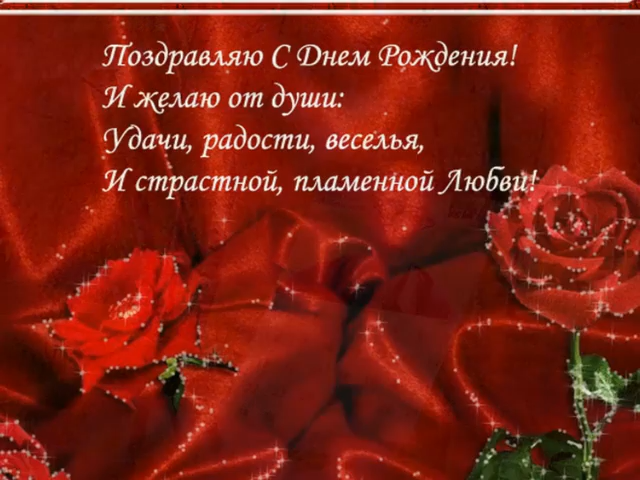 Поздравляю С Днем Рождения!
И желаю от души:
Удачи, радости, веселья,
И страстной, пламенной Любви!